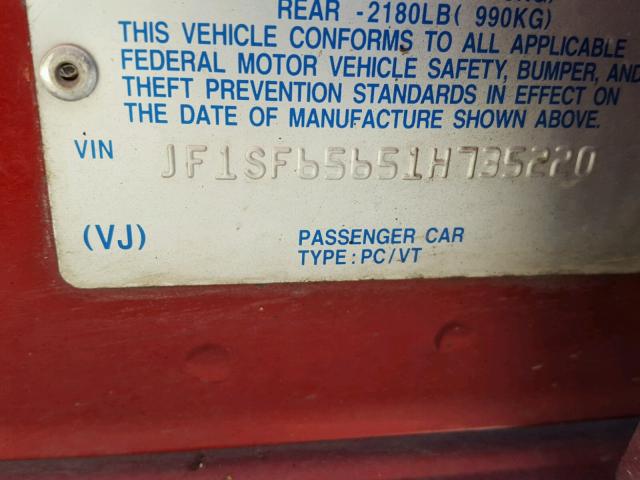 REAR -2180LB( 990KG)
THIS VEHICLE CONFORMS TO ALL APPLICABLE
FEDERAL MOTOR VEHICLE SAFETY, BUMPER, AND
THEFT PREVENTION STANDARDS IN EFFECT ON
THE DATE OF MANUFACTURE SHOWN ABOVE.
VIN JF1SF65651H735220
(VJ) PASSENGER CAR
TYPE : PC/VT